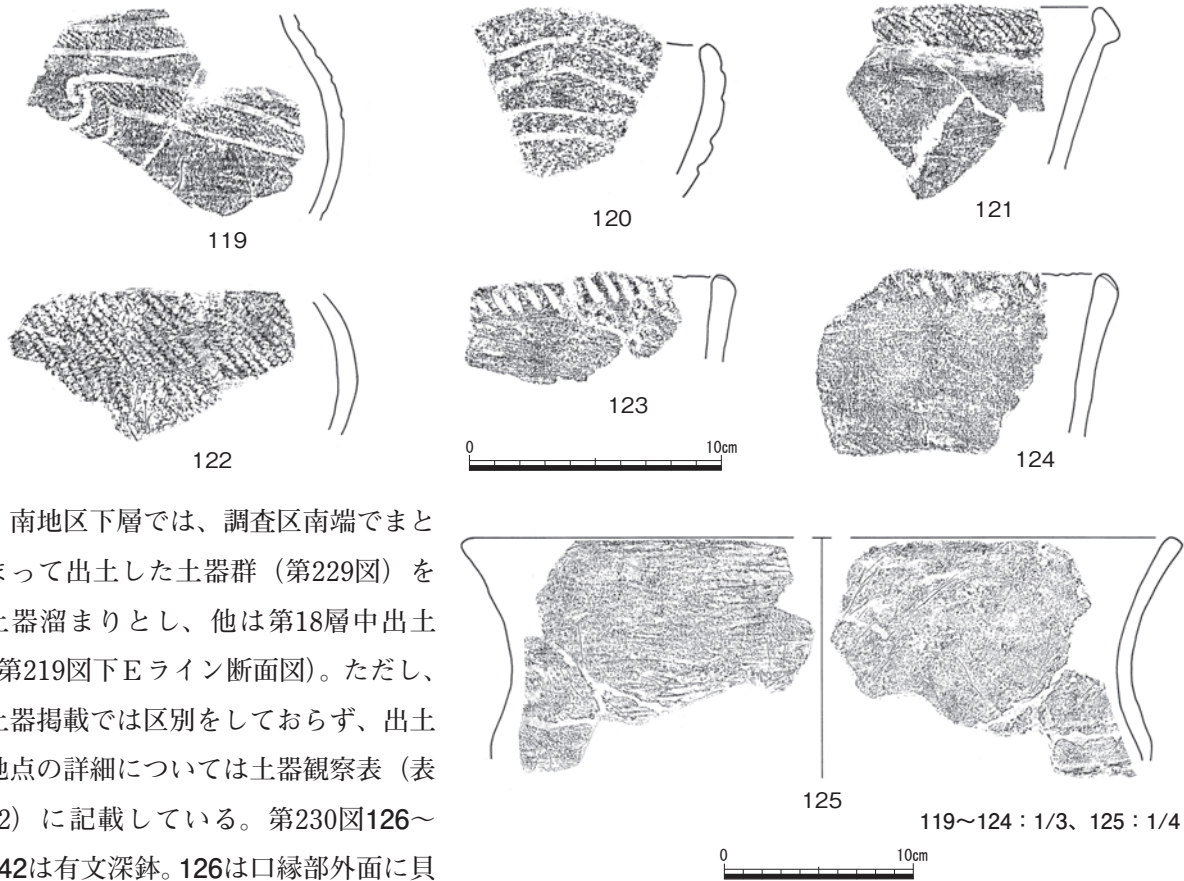 119
120
121
122
123
124
0 10cm
南地区下層では、調査区南端でまと
まって出土した土器群（第229図）を
土器溜まりとし、他は第18層中出土
第219図下Ｅライン断面図）。ただし、
土器掲載では区別をしておらず、出土
地点の詳細については土器観察表（表
2）に記載している。第230図126～
42は有文深鉢。126は口縁部外面に貝
125
119～124：1/3、125：1/4
0 10cm